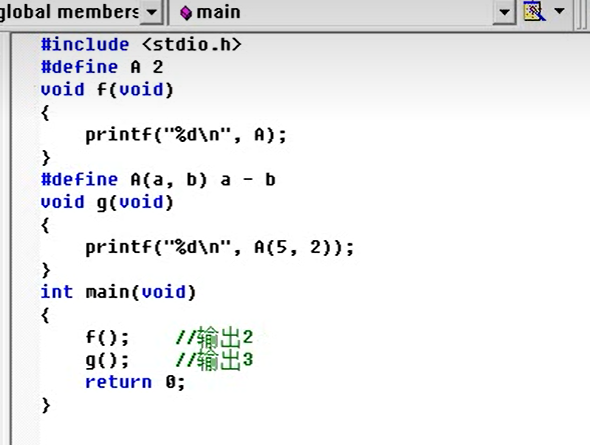 global members main
#include <stdio.h>
#define A 2
void f(void)
{
    printf("%d\n", A);
}
#define A(a, b) a - b
void g(void)
{
    printf("%d\n", A(5, 2));
}
int main(void)
{
    f();    //输出2
    g();    //输出3
    return 0;
}